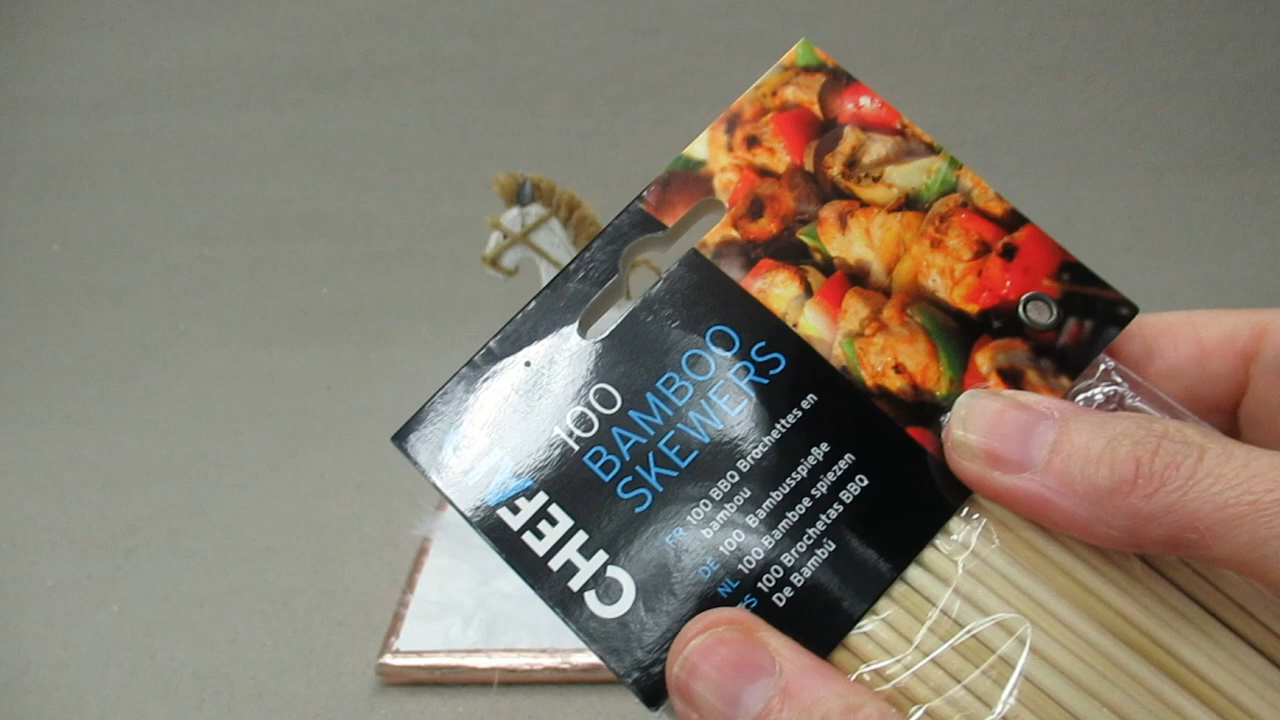 CHEF
100
BAMBOO
SKEWERS
FR 100 BBQ Brochettes en
bambou
DE 100 Bambusspieße
NL 100 Bamboe spiezen
ES 100 Brochetas BBQ
De Bambú